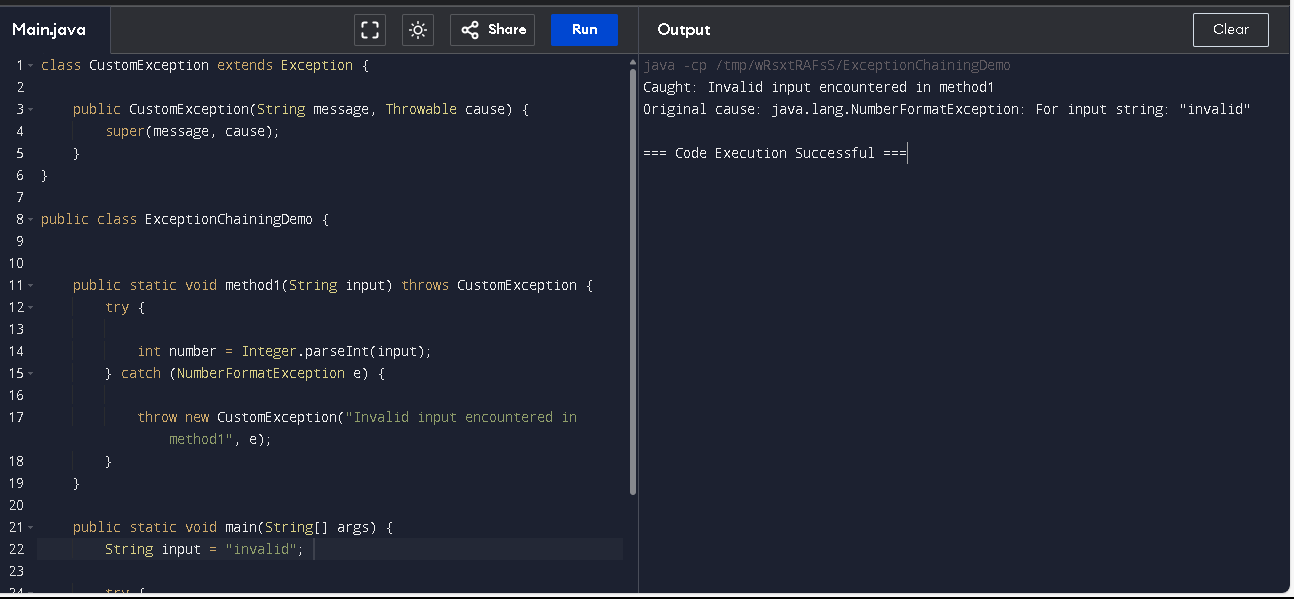 Main.java Share Run Output Clear
1 class CustomException extends Exception {
2
3 public CustomException(String message, Throwable cause) {
4 super(message, cause);
5 }
6 }
7
8 public class ExceptionChainingDemo {
9
10
11 public static void method1(String input) throws CustomException {
12 try {
13
14 int number = Integer.parseInt(input);
15 } catch (NumberFormatException e) {
16
17 throw new CustomException("Invalid input encountered in
method1", e);
18 }
19 }
20
21 public static void main(String[] args) {
22 String input = "invalid";
23
24 try {
java -cp /tmp/wRsxtRAFsS/ExceptionChainingDemo
Caught: Invalid input encountered in method1
Original cause: java.lang.NumberFormatException: For input string: "invalid"
=== Code Execution Successful ===